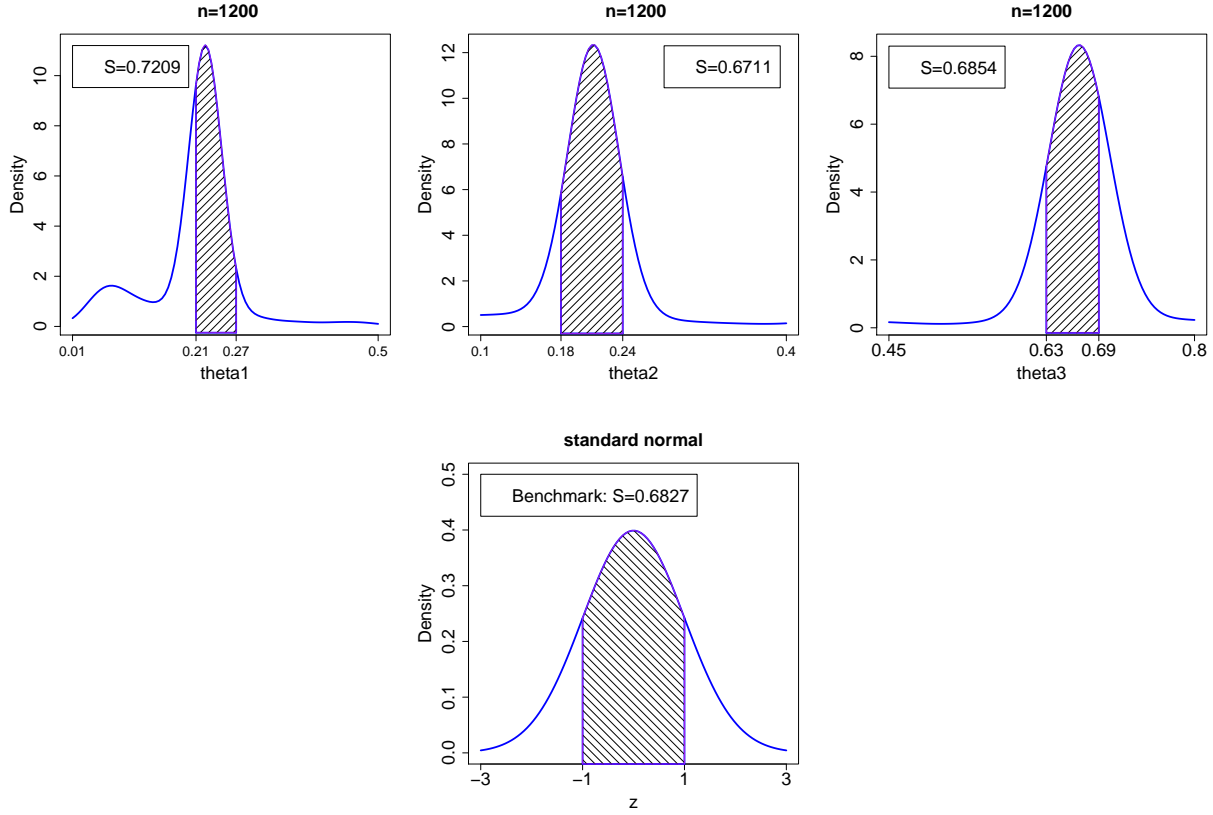 n=1200
S=0.7209
Density
0 2 4 6 8 10
0.01 0.21 0.27 0.5
theta1
n=1200
S=0.6711
Density
0 2 4 6 8 10 12
0.1 0.18 0.24 0.4
theta2
n=1200
S=0.6854
Density
0 2 4 6 8
0.45 0.63 0.69 0.8
theta3
standard normal
Benchmark: S=0.6827
Density
0.0 0.1 0.2 0.3 0.4 0.5
−3 −1 1 3
z